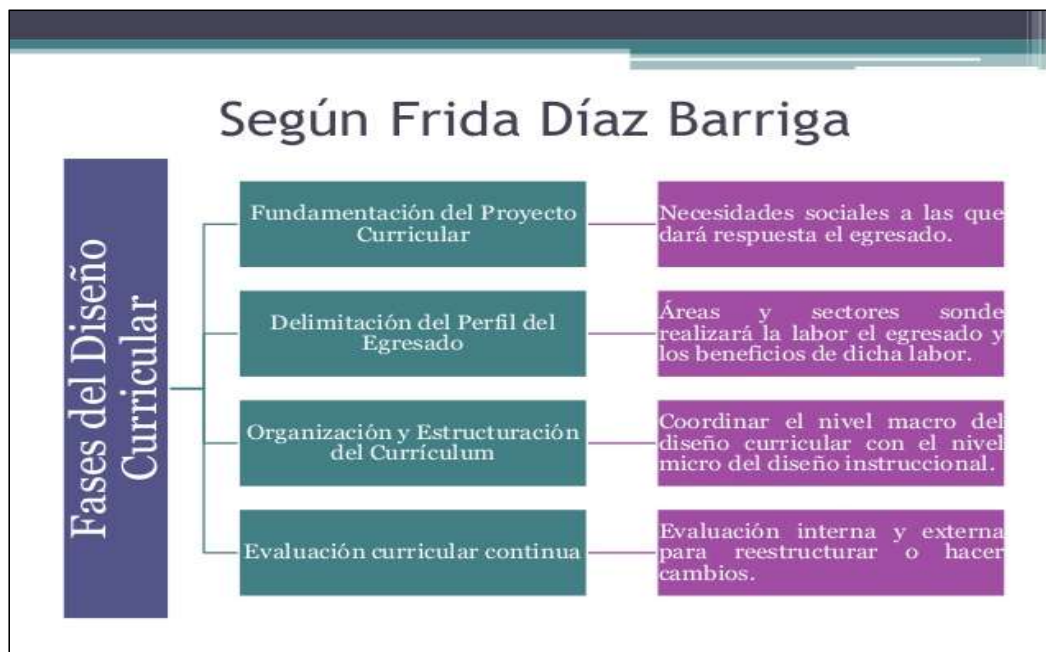 Según Frida Díaz Barriga
Fases del Diseño
Curricular
Fundamentación del Proyecto
Curricular
Necesidades sociales a las que
dará respuesta el egresado.
Delimitación del Perfil del
Egresado
Áreas y sectores sonde
realizará la labor el egresado y
los beneficios de dicha labor.
Organización y Estructuración
del Currículum
Coordinar el nivel macro del
diseño curricular con el nivel
micro del diseño instruccional.
Evaluación curricular continua
Evaluación interna y externa
para reestructurar o hacer
cambios.